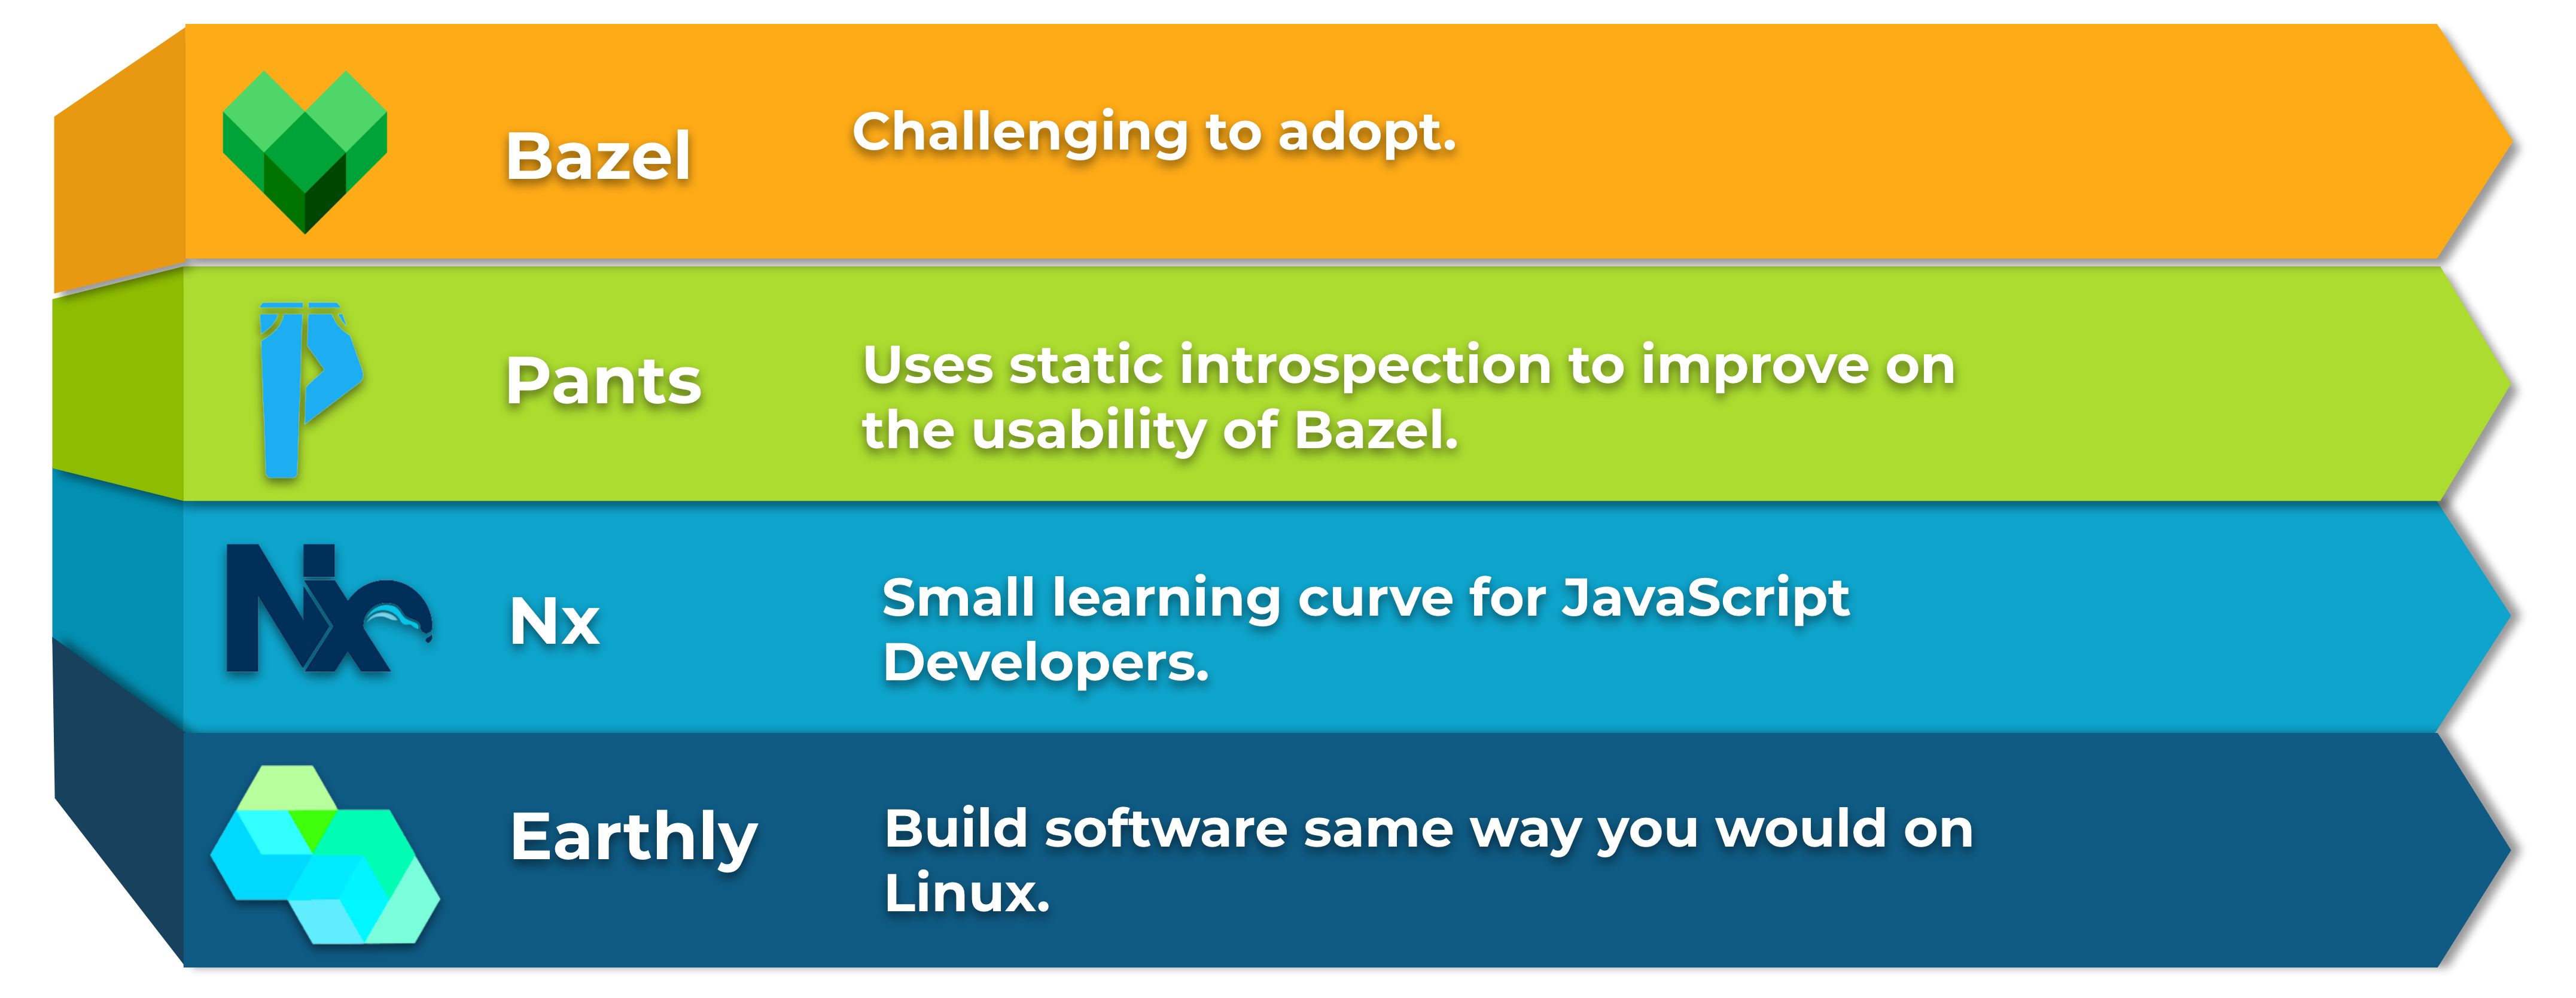 Bazel
Challenging to adopt.
Pants
Uses static introspection to improve on
the usability of Bazel.
Nx
Nx
Small learning curve for JavaScript
Developers.
Earthly
Build software same way you would on
Linux.